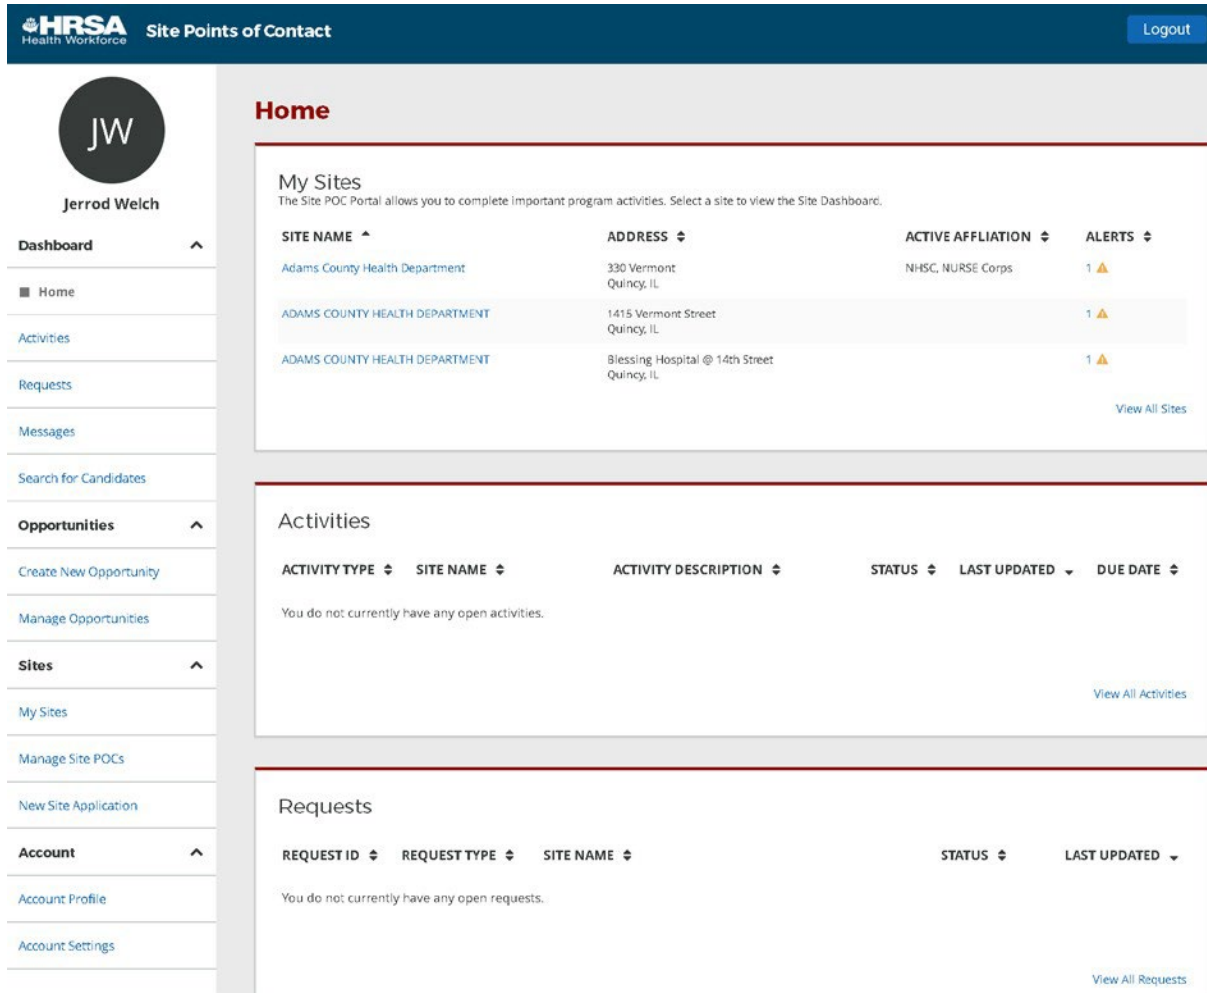 HRSA
Health Workforce
Site Points of Contact
Logout
JW
Jerrod Welch
Dashboard
Home
Activities
Requests
Messages
Search for Candidates
Opportunities
Create New Opportunity
Manage Opportunities
Sites
My Sites
Manage Site POCs
New Site Application
Account
Account Profile
Account Settings
Home
My Sites
The Site POC Portal allows you to complete important program activities. Select a site to view the Site Dashboard.
SITE NAME ADDRESS ACTIVE AFFLIATION ALERTS
Adams County Health Department 330 Vermont NHSC, NURSE Corps 1
Quincy, IL
ADAMS COUNTY HEALTH DEPARTMENT 1415 Vermont Street 1
Quincy, IL
ADAMS COUNTY HEALTH DEPARTMENT Blessing Hospital @ 14th Street 1
Quincy, IL
View All Sites
Activities
ACTIVITY TYPE SITE NAME ACTIVITY DESCRIPTION STATUS LAST UPDATED DUE DATE
You do not currently have any open activities.
View All Activities
Requests
REQUEST ID REQUEST TYPE SITE NAME STATUS LAST UPDATED
You do not currently have any open requests.
View All Requests